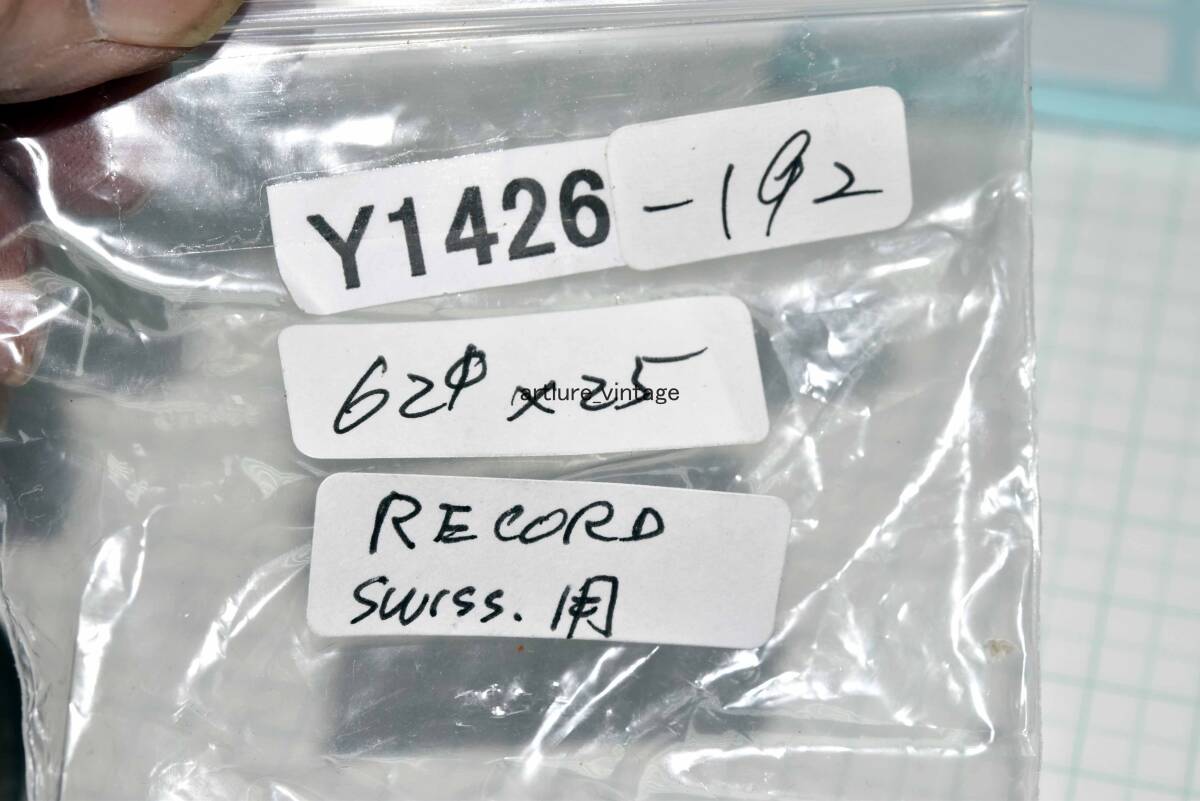 Y1426 -192
62φ x25
artlure_vintage
RECORD
Swiss. 用